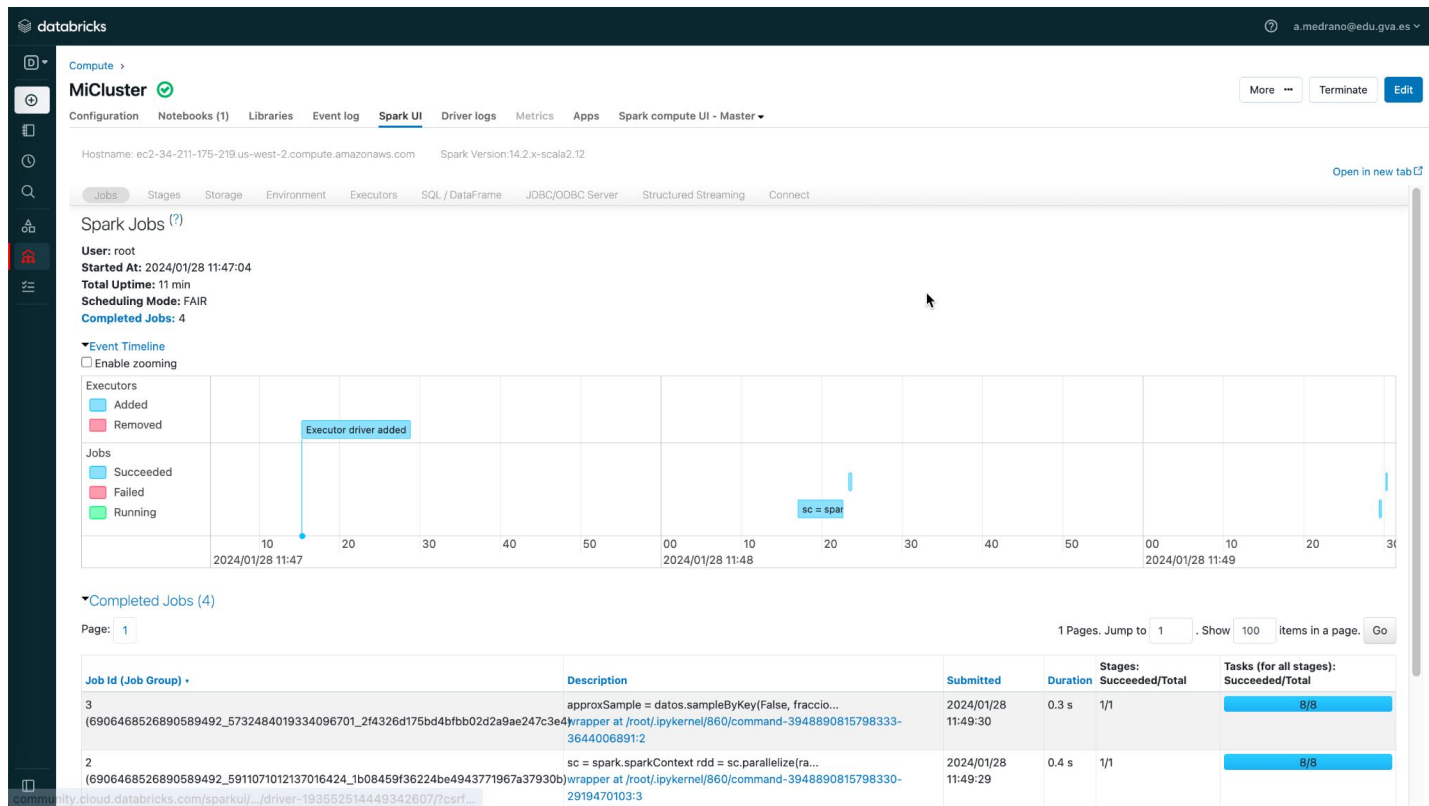 databricks
a.medrano@edu.gva.es
D
Compute >
MiCluster
More ··· Terminate Edit
Configuration Notebooks (1) Libraries Event log Spark UI Driver logs Metrics Apps Spark compute UI - Master
Hostname: ec2-34-211-175-219.us-west-2.compute.amazonaws.com Spark Version:14.2.x-scala2.12
Open in new tab
Jobs Stages Storage Environment Executors SQL / DataFrame JDBC/ODBC Server Structured Streaming Connect
Spark Jobs (?)
User: root
Started At: 2024/01/28 11:47:04
Total Uptime: 11 min
Scheduling Mode: FAIR
Completed Jobs: 4
Event Timeline
Enable zooming
Executors
Added
Removed
Executor driver added
Jobs
Succeeded
Failed
Running
sc = spar
10 20 30 40 50 00 10 20 30 40 50 00 10 20 30
2024/01/28 11:47 2024/01/28 11:48 2024/01/28 11:49
Completed Jobs (4)
Page: 1
1 Pages. Jump to 1 . Show 100 items in a page. Go
Job Id (Job Group) Description Submitted Duration Stages: Succeeded/Total Tasks (for all stages): Succeeded/Total
3 approxSample = datos.sampleByKey(False, fraccio... 2024/01/28 0.3 s 1/1 8/8
(6906468526890589492_5732484019334096701_2f4326d175bd4bfbb02d2a9ae247c3e4) wrapper at /root/.ipykernel/860/command-3948890815798333- 11:49:30
3644006891:2
2 sc = spark.sparkContext rdd = sc.parallelize(ra... 2024/01/28 0.4 s 1/1 8/8
(6906468526890589492_5911071012137016424_1b08459f36224be4943771967a37930b) wrapper at /root/.ipykernel/860/command-3948890815798330- 11:49:29
2919470103:3
community.cloud.databricks.com/sparkui/.../driver-193552514449342607/?csrf...